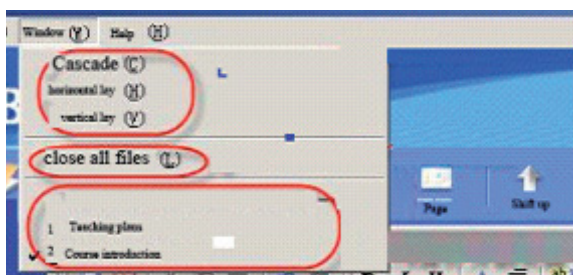 Window (Y) Help (H)
Cascade (C)
horizontal lay (H)
vertical lay (V)
close all files (L)
1 Teaching plans
2 Course introduction
Page
Shift up